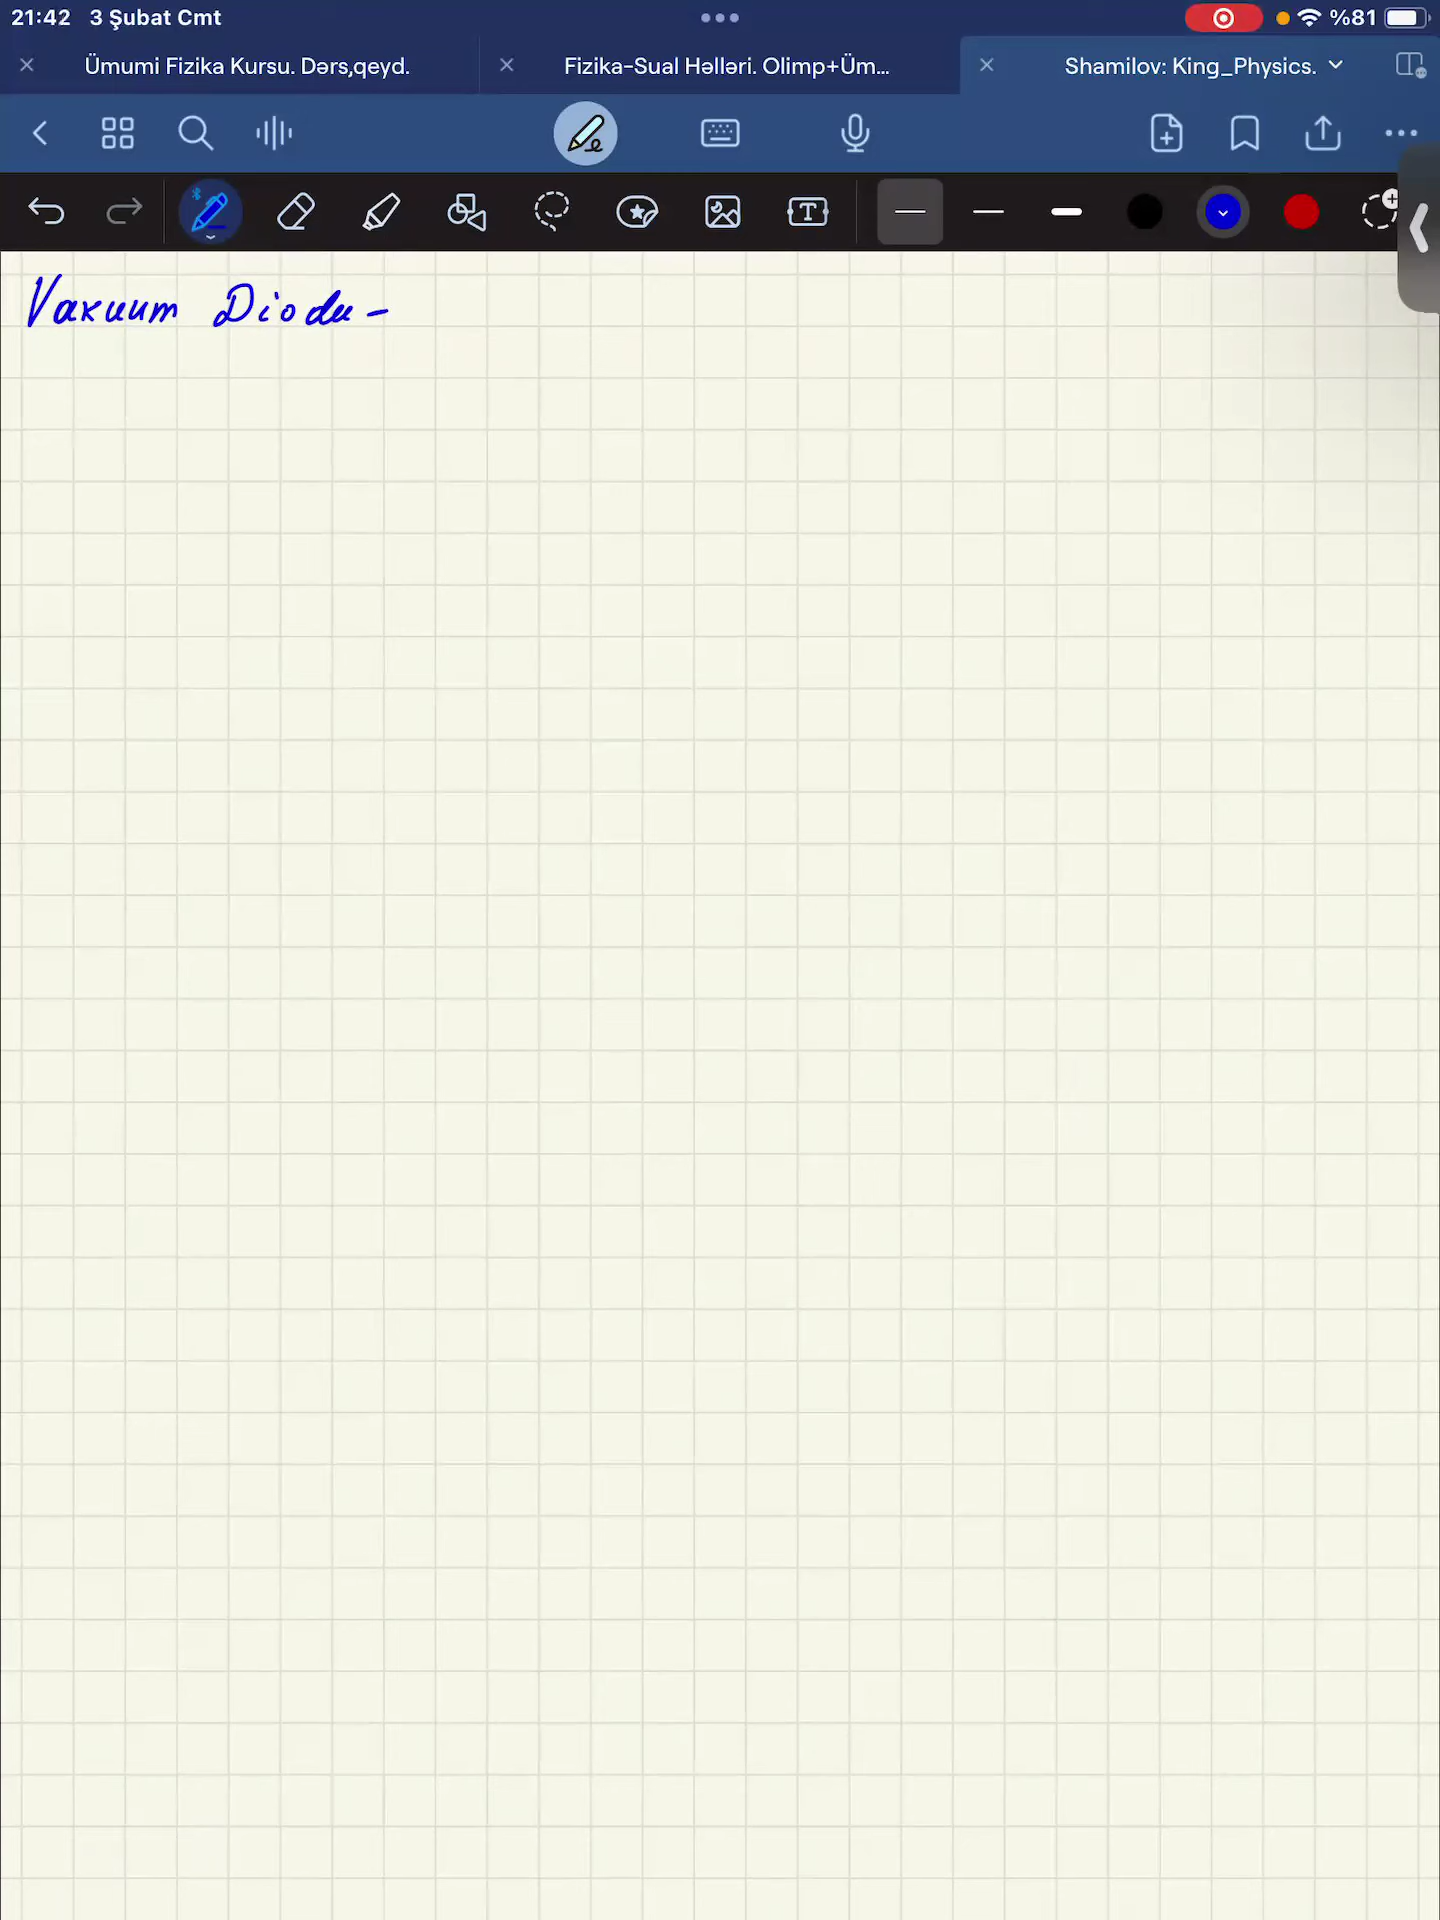 21:42 3 Şubat Cmt %81
Ümumi Fizika Kursu. Dərs,qeyd. Fizika-Sual Həlləri. Olimp+Üm... Shamilov: King_Physics.
Vakuum Diodu -